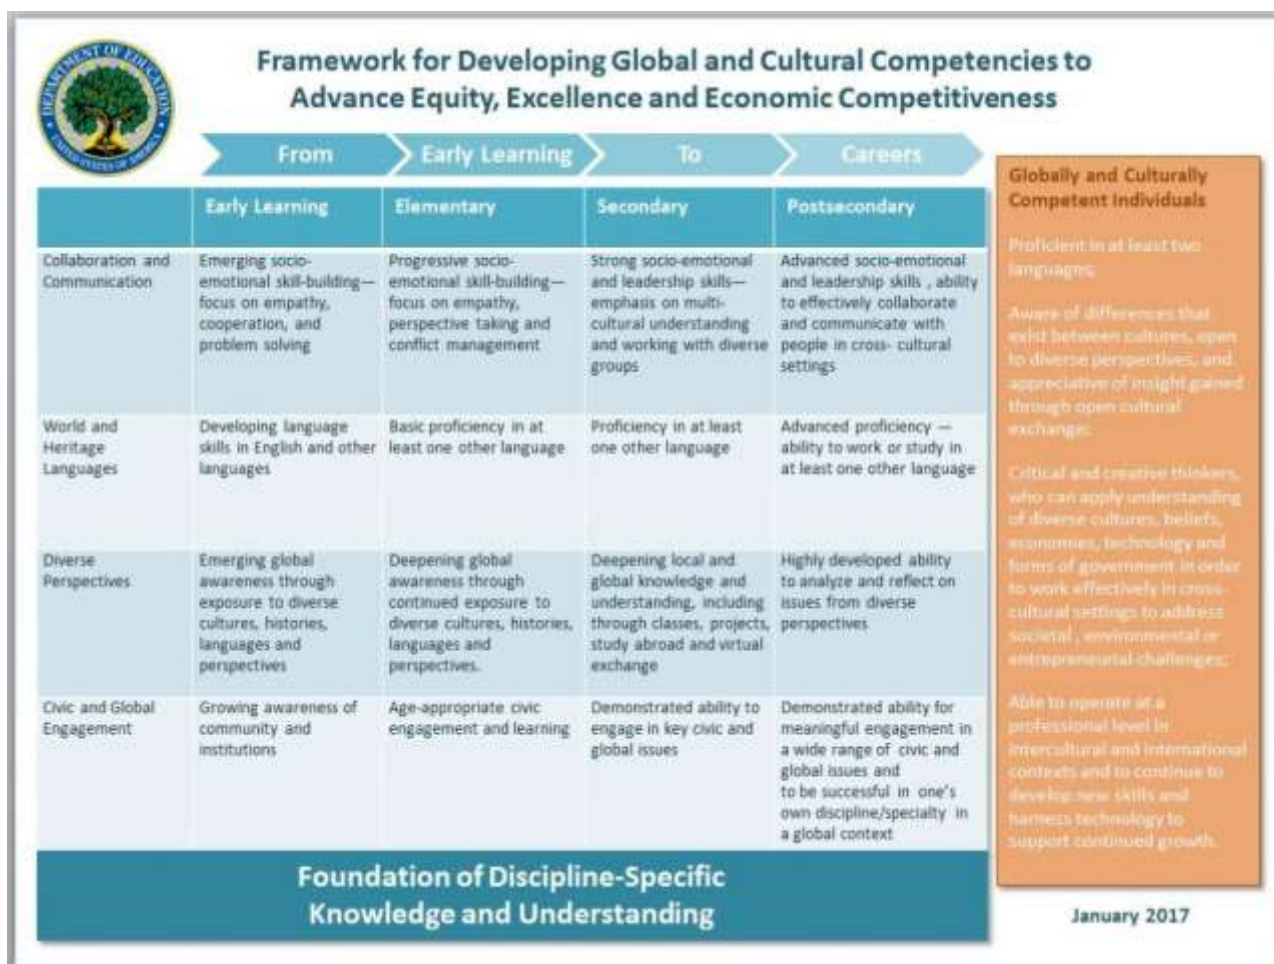 Framework for Developing Global and Cultural Competencies to
Advance Equity, Excellence and Economic Competitiveness
DEPARTMENT OF EDUCATION
UNITED STATES OF AMERICA
From
Early Learning
To
Careers
Early Learning
Elementary
Secondary
Postsecondary
Collaboration and
Communication
Emerging socio-
emotional skill-building—
focus on empathy,
cooperation, and
problem solving
Progressive socio-
emotional skill-building—
focus on empathy,
perspective taking and
conflict management
Strong socio-emotional
and leadership skills—
emphasis on multi-
cultural understanding
and working with diverse
groups
Advanced socio-emotional
and leadership skills , ability
to effectively collaborate
and communicate with
people in cross- cultural
settings
World and
Heritage
Languages
Developing language
skills in English and other
languages
Basic proficiency in at
least one other language
Proficiency in at least
one other language
Advanced proficiency —
ability to work or study in
at least one other language
Diverse
Perspectives
Emerging global
awareness through
exposure to diverse
cultures, histories,
languages and
perspectives
Deepening global
awareness through
continued exposure to
diverse cultures, histories,
languages and
perspectives.
Deepening local and
global knowledge and
understanding, including
through classes, projects,
study abroad and virtual
exchange
Highly developed ability
to analyze and reflect on
issues from diverse
perspectives
Civic and Global
Engagement
Growing awareness of
community and
institutions
Age-appropriate civic
engagement and learning
Demonstrated ability to
engage in key civic and
global issues
Demonstrated ability for
meaningful engagement in
a wide range of civic and
global issues and
to be successful in one's
own discipline/specialty in
a global context
Foundation of Discipline-Specific
Knowledge and Understanding
Globally and Culturally
Competent Individuals
Proficient in at least two
languages;
Aware of differences that
exist between cultures, open
to diverse perspectives, and
appreciative of insight gained
through open cultural
exchange;
Critical and creative thinkers,
who can apply understanding
of diverse cultures, beliefs,
economies, technology and
forms of government in order
to work effectively in cross-
cultural settings to address
societal , environmental or
entrepreneurial challenges;
Able to operate at a
professional level in
intercultural and international
contexts and to continue to
develop new skills and
harness technology to
support continued growth.
January 2017